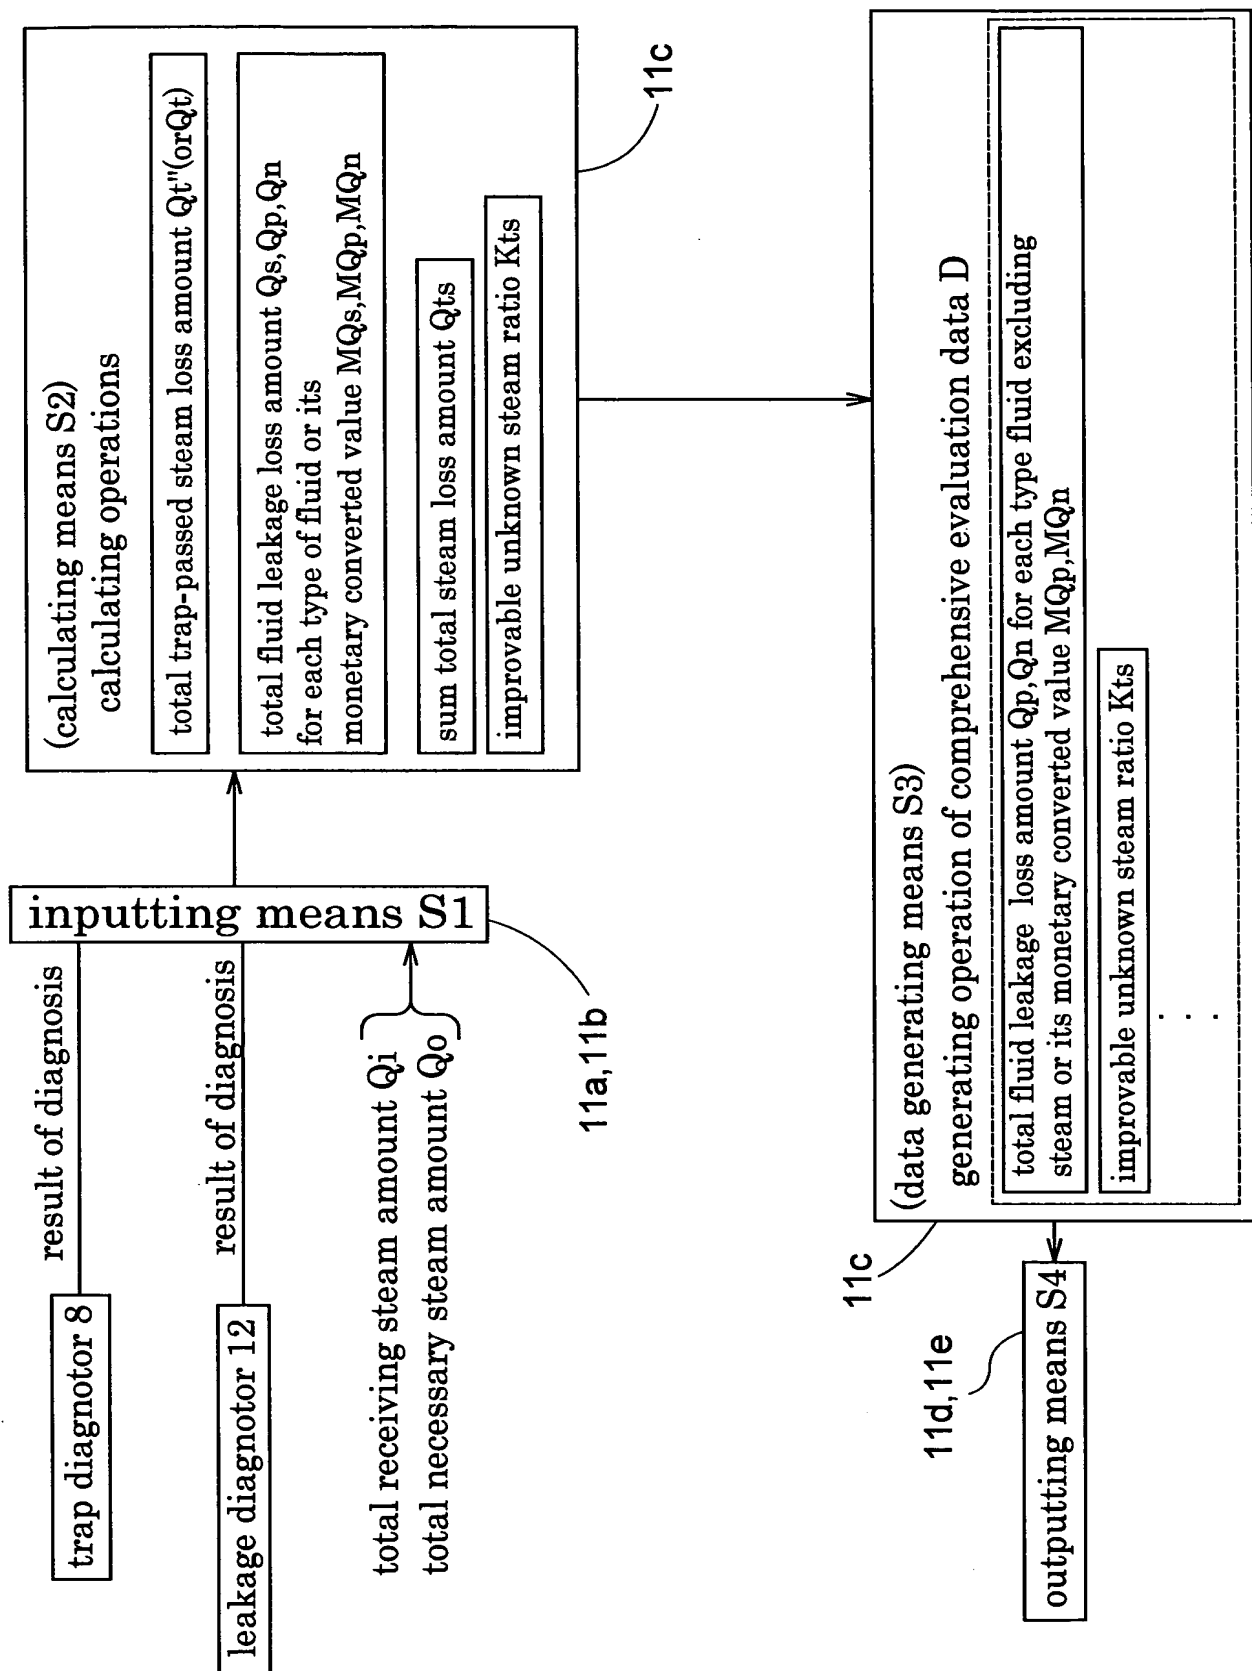 trap diagnotor 8
result of diagnosis
leakage diagnotor 12
result of diagnosis
total receiving steam amount Qi
total necessary steam amount Qo
inputting means S1
11a,11b
(calculating means S2)
calculating operations
total trap-passed steam loss amount Qt"(orQt)
total fluid leakage loss amount Qs,Qp,Qn
for each type of fluid or its
monetary converted value MQs,MQp,MQn
sum total steam loss amount Qts
improvable unknown steam ratio Kts
11c
(data generating means S3)
generating operation of comprehensive evaluation data D
total fluid leakage loss amount Qp,Qn for each type fluid excluding
steam or its monetary converted value MQp,MQn
improvable unknown steam ratio Kts
. . .
11c
11d,11e
outputting means S4